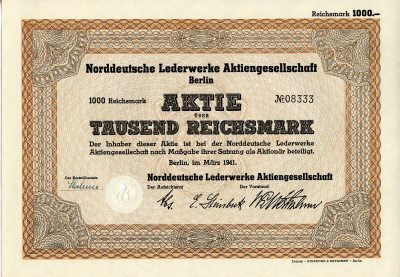 Reichsmark 1000.—
Norddeutsche Lederwerke Aktiengesellschaft
Berlin
1000 Reichsmark AKTIE № 08333
ÜBER
TAUSEND REICHSMARK
Der Inhaber dieser Aktie ist bei der Norddeutsche Lederwerke
Aktiengesellschaft nach Maßgabe ihrer Satzung als Aktionär beteiligt.
Berlin, im März 1941.
Norddeutsche Lederwerke Aktiengesellschaft
Der Aufsichtsrat Der Vorstand